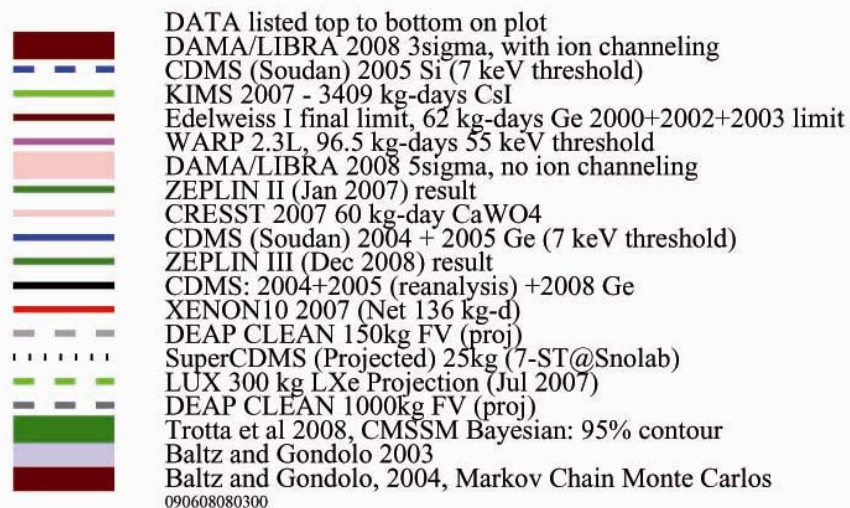 DATA listed top to bottom on plot
DAMA/LIBRA 2008 3sigma, with ion channeling
CDMS (Soudan) 2005 Si (7 keV threshold)
KIMS 2007 - 3409 kg-days CsI
Edelweiss I final limit, 62 kg-days Ge 2000+2002+2003 limit
WARP 2.3L, 96.5 kg-days 55 keV threshold
DAMA/LIBRA 2008 5sigma, no ion channeling
ZEPLIN II (Jan 2007) result
CRESST 2007 60 kg-day CaWO4
CDMS (Soudan) 2004 + 2005 Ge (7 keV threshold)
ZEPLIN III (Dec 2008) result
CDMS: 2004+2005 (reanalysis) +2008 Ge
XENON10 2007 (Net 136 kg-d)
DEAP CLEAN 150kg FV (proj)
SuperCDMS (Projected) 25kg (7-ST@Snolab)
LUX 300 kg LXe Projection (Jul 2007)
DEAP CLEAN 1000kg FV (proj)
Trotta et al 2008, CMSSM Bayesian: 95% contour
Baltz and Gondolo 2003
Baltz and Gondolo, 2004, Markov Chain Monte Carlos
090608080300